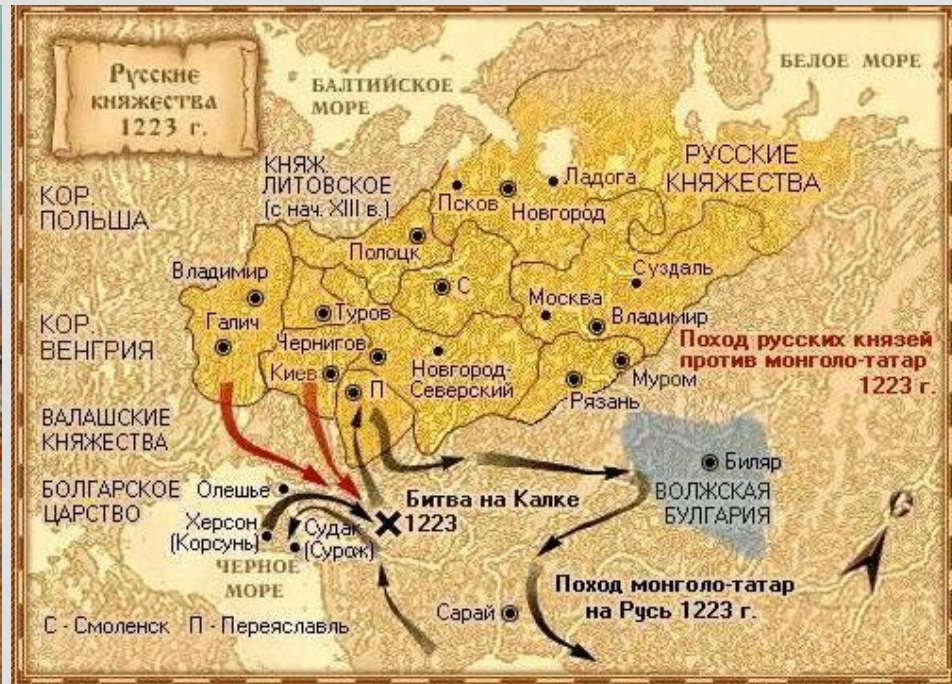 Русские
княжества
1223 г.
БАЛТИЙСКОЕ
МОРЕ
БЕЛОЕ МОРЕ
КНЯЖ.
ЛИТОВСКОЕ
(с нач. XIII в.)
РУССКИЕ
КНЯЖЕСТВА
КОР.
ПОЛЬША
Псков
Новгород
Ладога
Полоцк
Владимир
Суздаль
С
Москва
Владимир
Галич
Туров
КОР.
ВЕНГРИЯ
Чернигов
Киев
Новгород-
Северский
П
Поход русских князей
против монголо-татар
1223 г.
Муром
Рязань
ВАЛАШСКИЕ
КНЯЖЕСТВА
БОЛГАРСКОЕ
ЦАРСТВО
Олешье
Херсон
(Корсунь)
Судак
(Сурож)
Битва на Калке
1223
Биляр
ВОЛЖСКАЯ
БУЛГАРИЯ
С
ЧЕРНОЕ
МОРЕ
Сарай
Поход монголо-татар
на Русь 1223 г.
С - Смоленск П - Переяславль